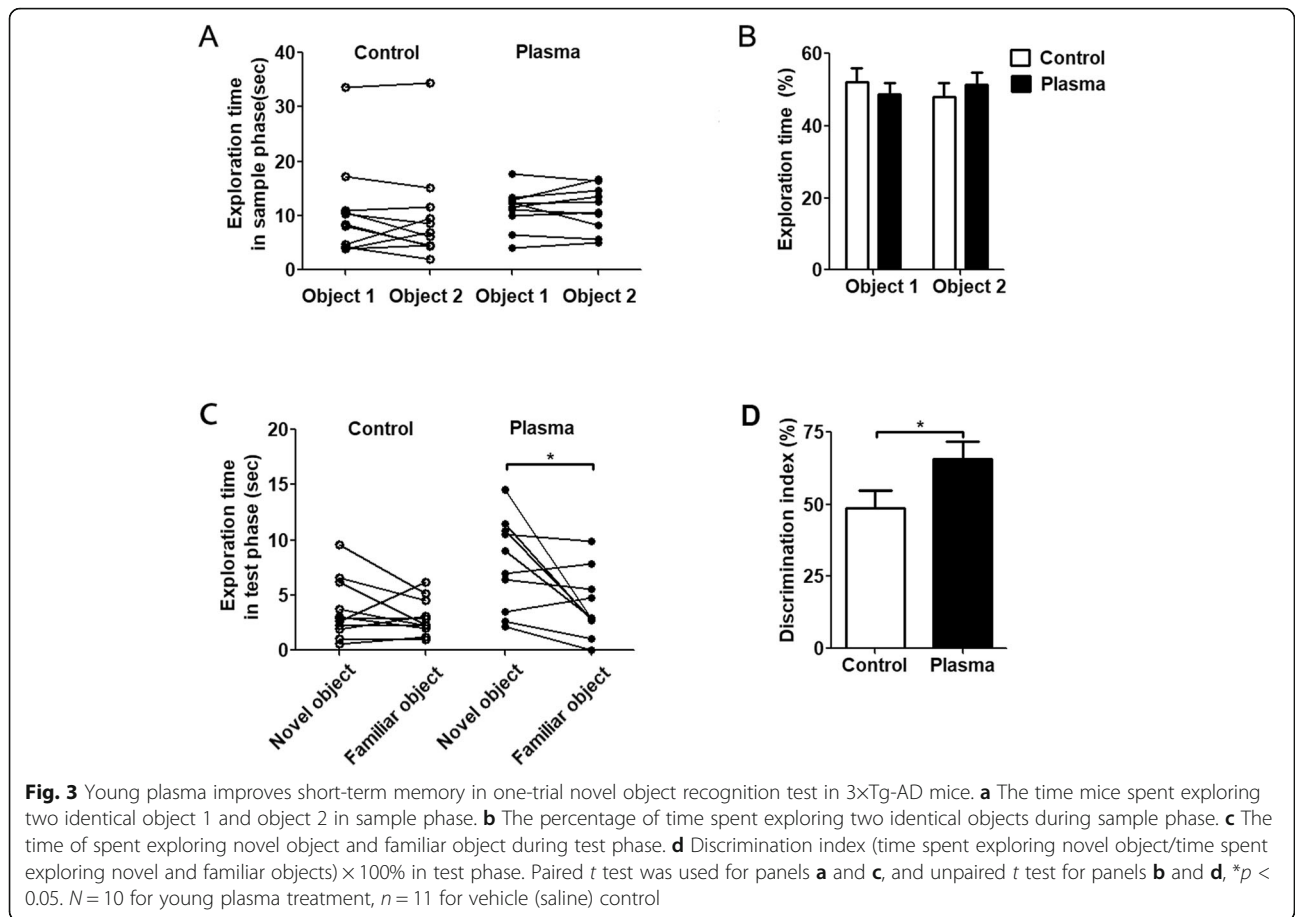 A
Control
Plasma
Exploration time
in sample phase(sec)
40
30
20
10
0
Object 1
Object 2
Object 1
Object 2
B
Control
Plasma
Exploration time (%)
60
40
20
0
Object 1
Object 2
C
Control
Plasma
*
Exploration time
in test phase (sec)
20
15
10
5
0
Novel object
Familiar object
Novel object
Familiar object
D
*
Discrimination index (%)
75
50
25
0
Control
Plasma
Fig. 3 Young plasma improves short-term memory in one-trial novel object recognition test in 3×Tg-AD mice. a The time mice spent exploring
two identical object 1 and object 2 in sample phase. b The percentage of time spent exploring two identical objects during sample phase. c The
time of spent exploring novel object and familiar object during test phase. d Discrimination index (time spent exploring novel object/time spent
exploring novel and familiar objects) × 100% in test phase. Paired t test was used for panels a and c, and unpaired t test for panels b and d, *p <
0.05. N = 10 for young plasma treatment, n = 11 for vehicle (saline) control